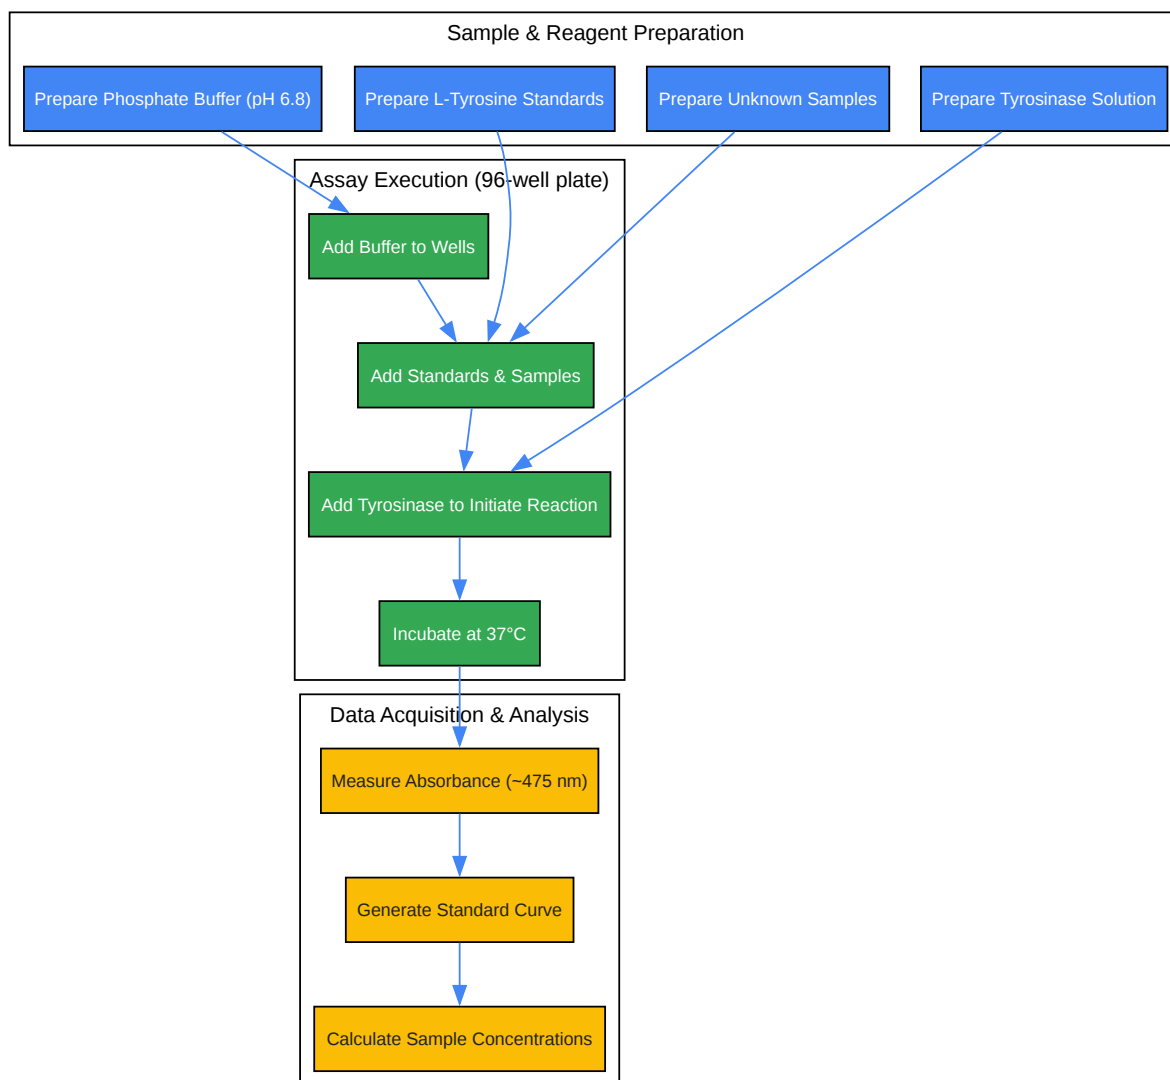 Sample & Reagent Preparation
Prepare Phosphate Buffer (pH 6.8)
Prepare L-Tyrosine Standards
Prepare Unknown Samples
Prepare Tyrosinase Solution
Assay Execution (96-well plate)
Add Buffer to Wells
Add Standards & Samples
Add Tyrosinase to Initiate Reaction
Incubate at 37°C
Data Acquisition & Analysis
Measure Absorbance (~475 nm)
Generate Standard Curve
Calculate Sample Concentrations